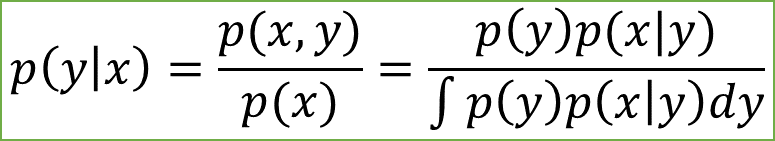 p(y|x) = p(x, y) / p(x) = p(y)p(x|y) / ∫ p(y)p(x|y)dy